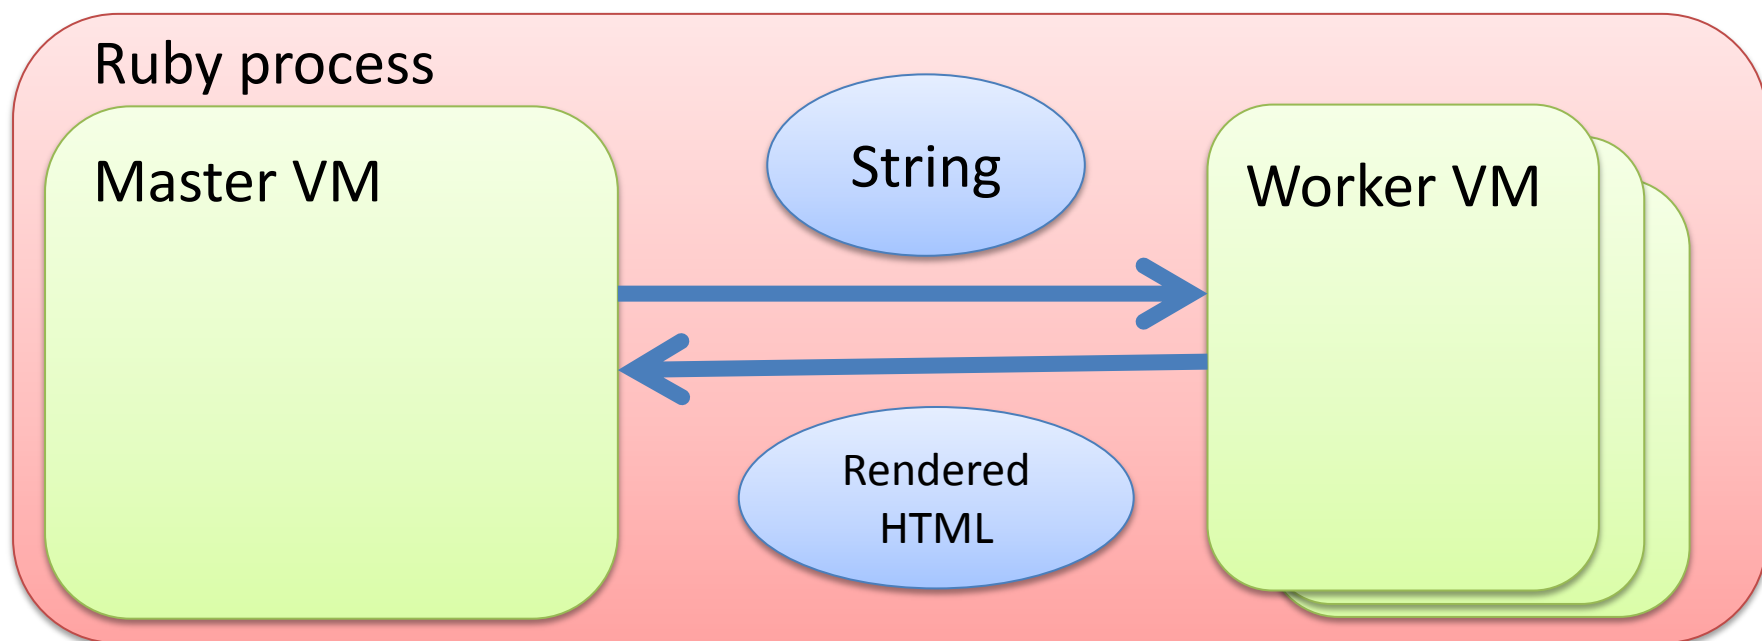 Ruby process
Master VM
String
Worker VM
Rendered
HTML